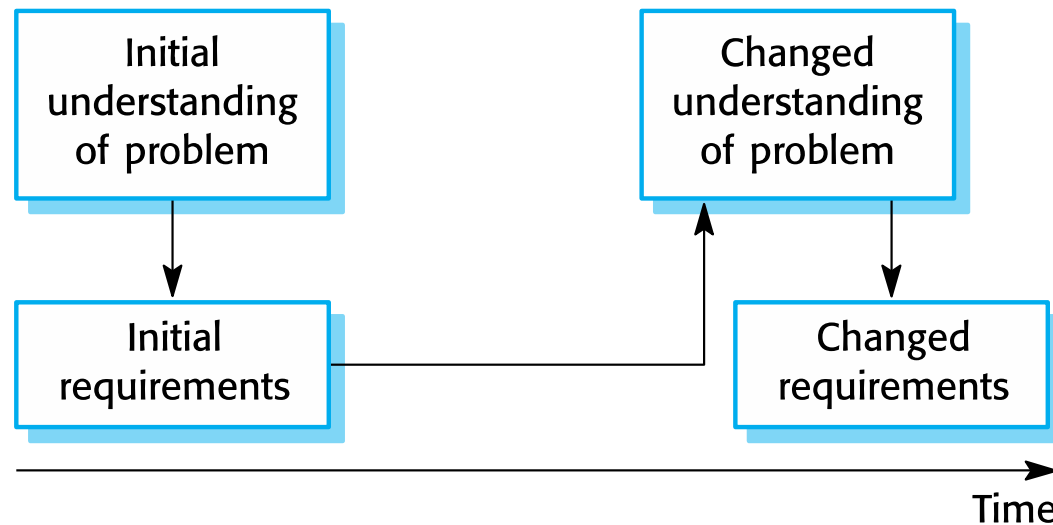 Initial
understanding
of problem
Changed
understanding
of problem
Initial
requirements
Changed
requirements
Time